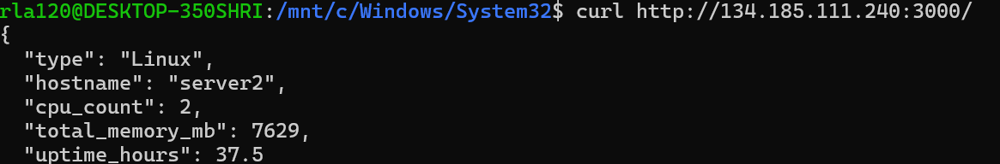 rla120@DESKTOP-350SHRI:/mnt/c/Windows/System32$ curl http://134.185.111.240:3000/
{
  "type": "Linux",
  "hostname": "server2",
  "cpu_count": 2,
  "total_memory_mb": 7629,
  "uptime_hours": 37.5